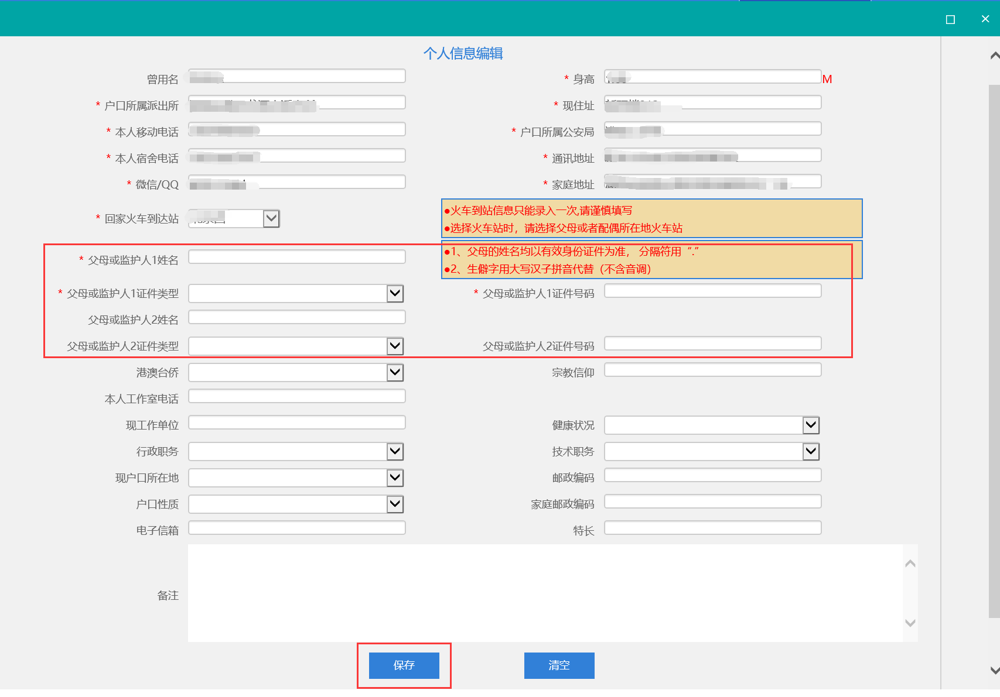 个人信息编辑
曾用名
* 身高 M
* 户口所属派出所
* 现住址
* 本人移动电话
* 户口所属公安局
* 本人宿舍电话
* 通讯地址
* 微信/QQ
* 家庭地址
* 回家火车到达站
●火车到站信息只能录入一次,请谨慎填写
●选择火车站时，请选择父母或者配偶所在地火车站
* 父母或监护人1姓名
●1、父母的姓名均以有效身份证件为准， 分隔符用“.”
●2、生僻字用大写汉子拼音代替（不含音调）
* 父母或监护人1证件类型
* 父母或监护人1证件号码
父母或监护人2姓名
父母或监护人2证件类型
父母或监护人2证件号码
港澳台侨
宗教信仰
本人工作室电话
现工作单位
健康状况
行政职务
技术职务
现户口所在地
邮政编码
户口性质
家庭邮政编码
电子信箱
特长
备注
保存
清空